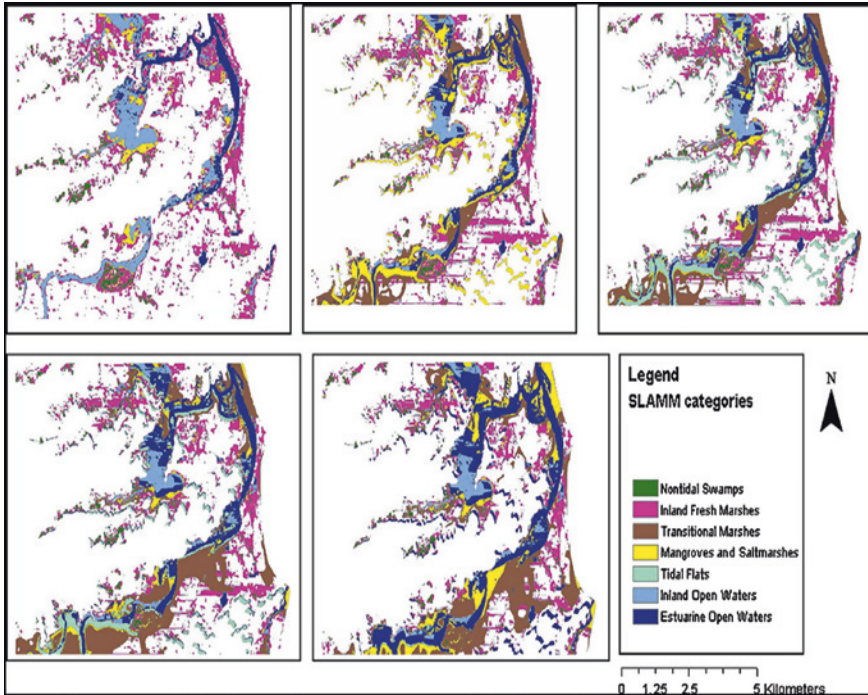 Legend
SLAMM categories
N
Nontidal Swamps
Inland Fresh Marshes
Transitional Marshes
Mangroves and Saltmarshes
Tidal Flats
Inland Open Waters
Estuarine Open Waters
0 1.25 2.5 5 Kilometers